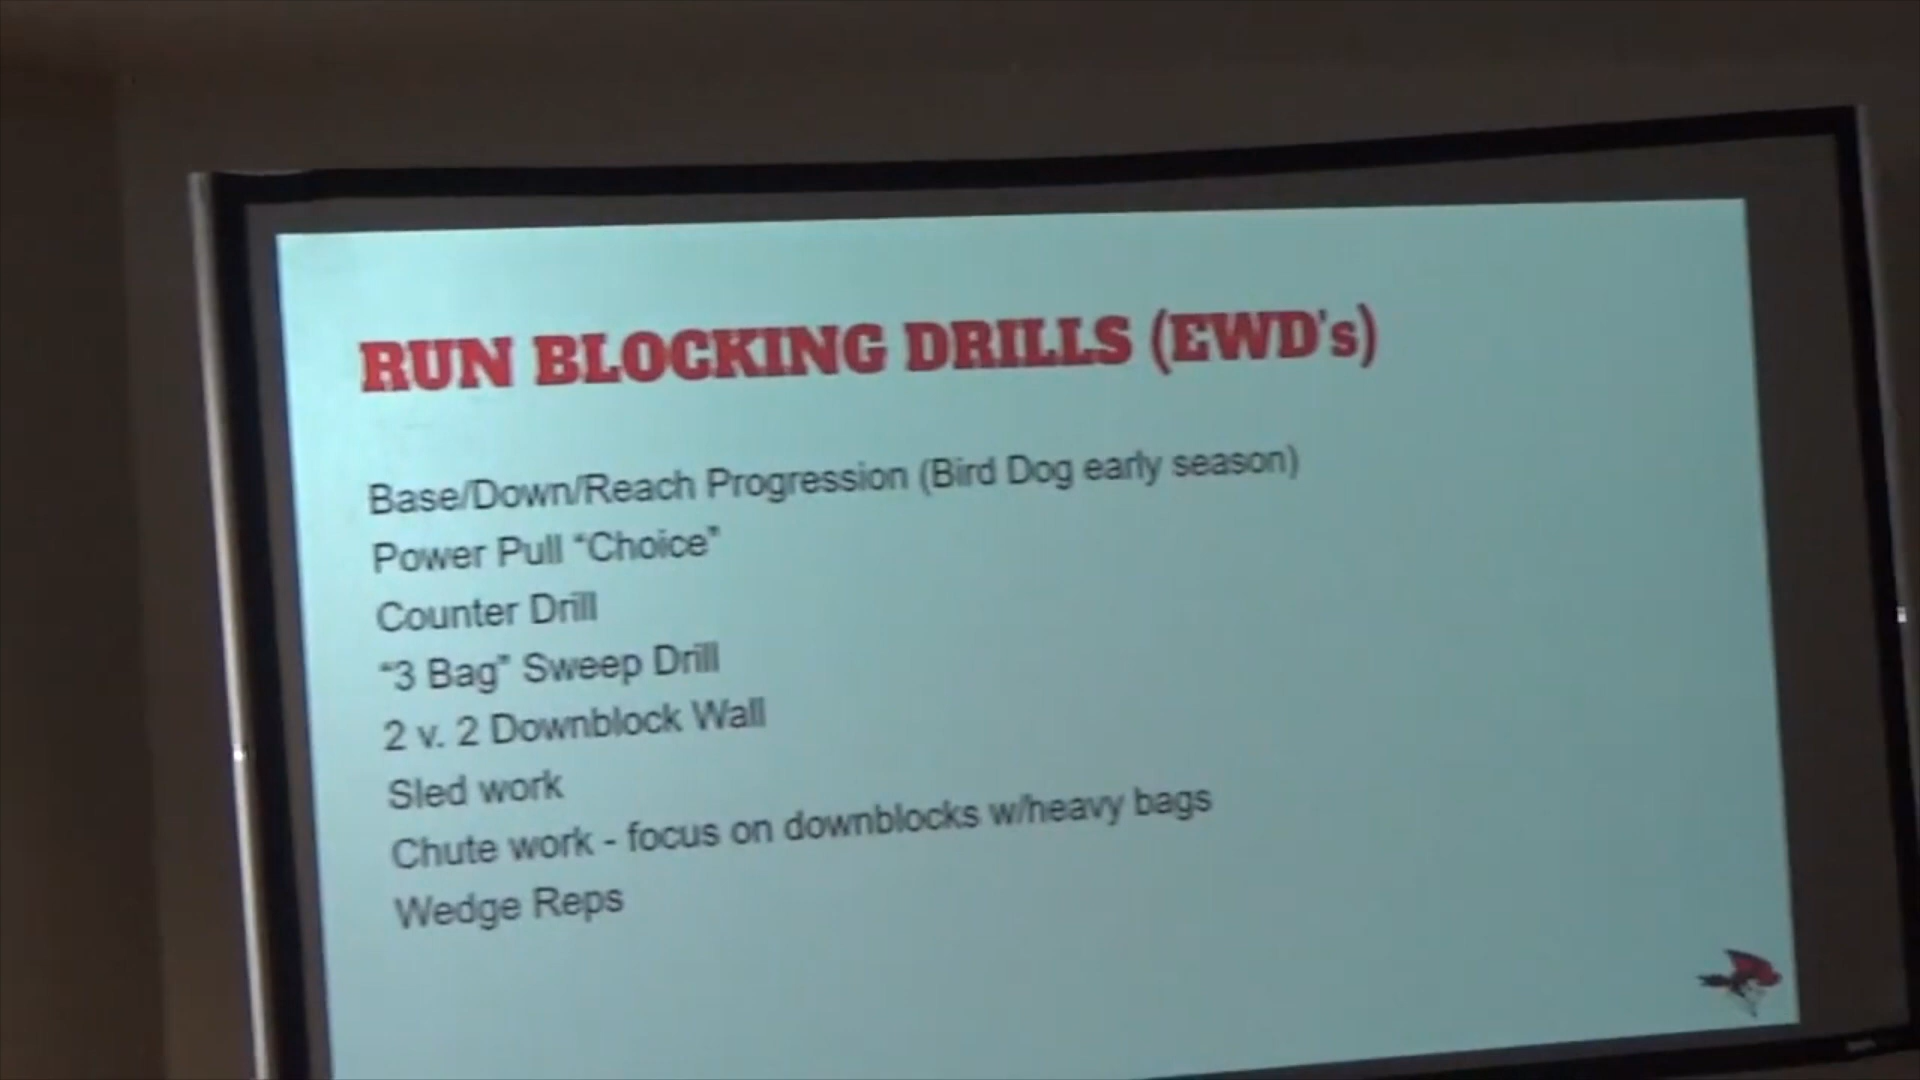 RUN BLOCKING DRILLS (EWD's)
Base/Down/Reach Progression (Bird Dog early season)
Power Pull “Choice”
Counter Drill
“3 Bag” Sweep Drill
2 v. 2 Downblock Wall
Sled work
Chute work - focus on downblocks w/heavy bags
Wedge Reps